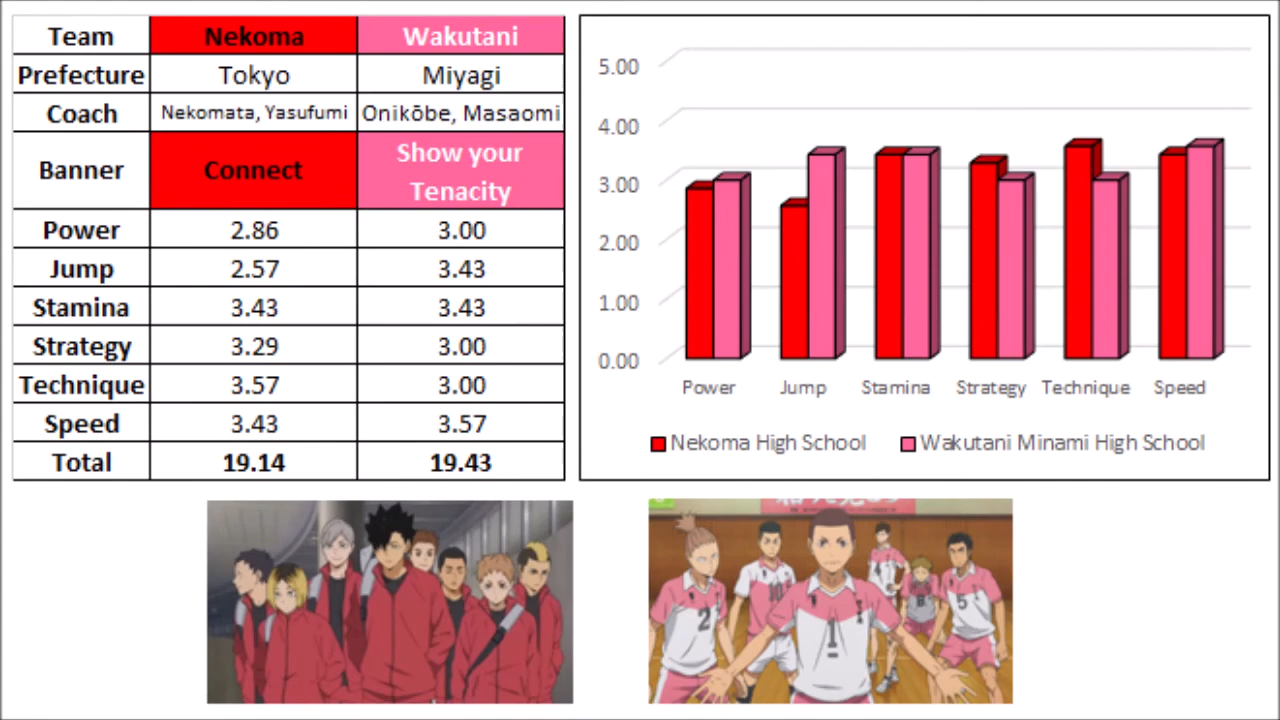 Team Nekoma Wakutani
Prefecture Tokyo Miyagi
Coach Nekomata, Yasufumi Onikōbe, Masaomi
Banner Connect Show your
Tenacity
Power 2.86 3.00
Jump 2.57 3.43
Stamina 3.43 3.43
Strategy 3.29 3.00
Technique 3.57 3.00
Speed 3.43 3.57
Total 19.14 19.43
5.00
4.00
3.00
2.00
1.00
0.00
Power Jump Stamina Strategy Technique Speed
Nekoma High School Wakutani Minami High School
2
10
1
5